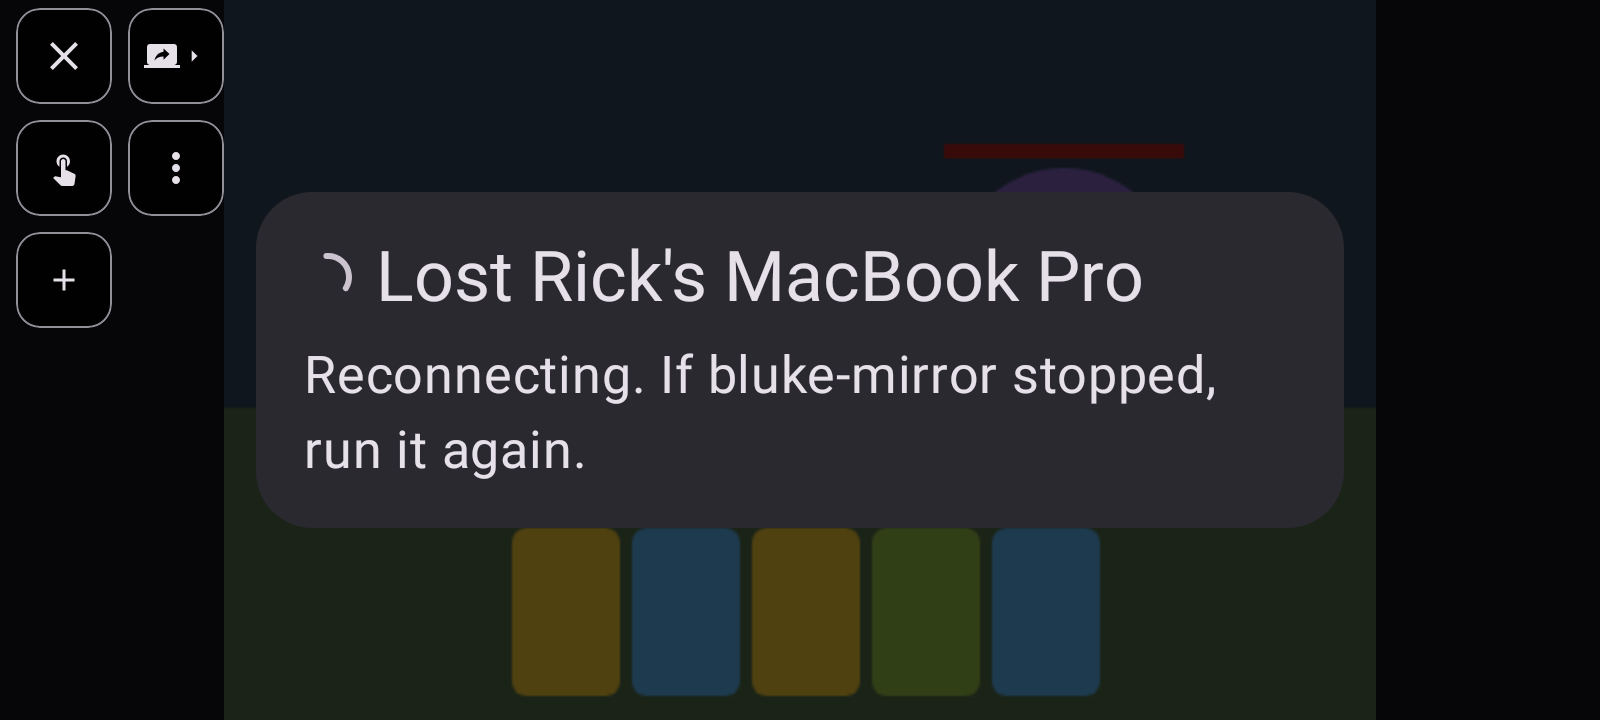 Lost Rick's MacBook Pro
Reconnecting. If bluke-mirror stopped,
run it again.